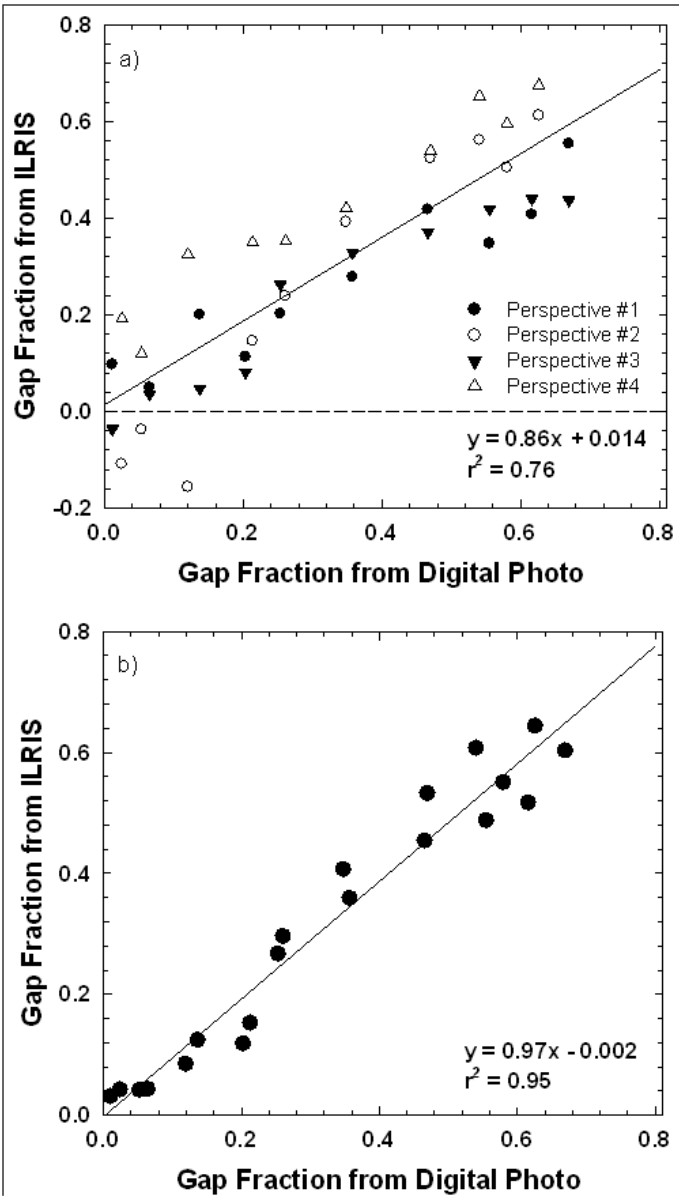 a)
Gap Fraction from ILRIS
0.8
0.6
0.4
0.2
0.0
-0.2
Perspective #1
Perspective #2
Perspective #3
Perspective #4
y = 0.86x + 0.014
r² = 0.76
0.0 0.2 0.4 0.6 0.8
Gap Fraction from Digital Photo
b)
Gap Fraction from ILRIS
0.8
0.6
0.4
0.2
0.0
y = 0.97x - 0.002
r² = 0.95
0.0 0.2 0.4 0.6 0.8
Gap Fraction from Digital Photo